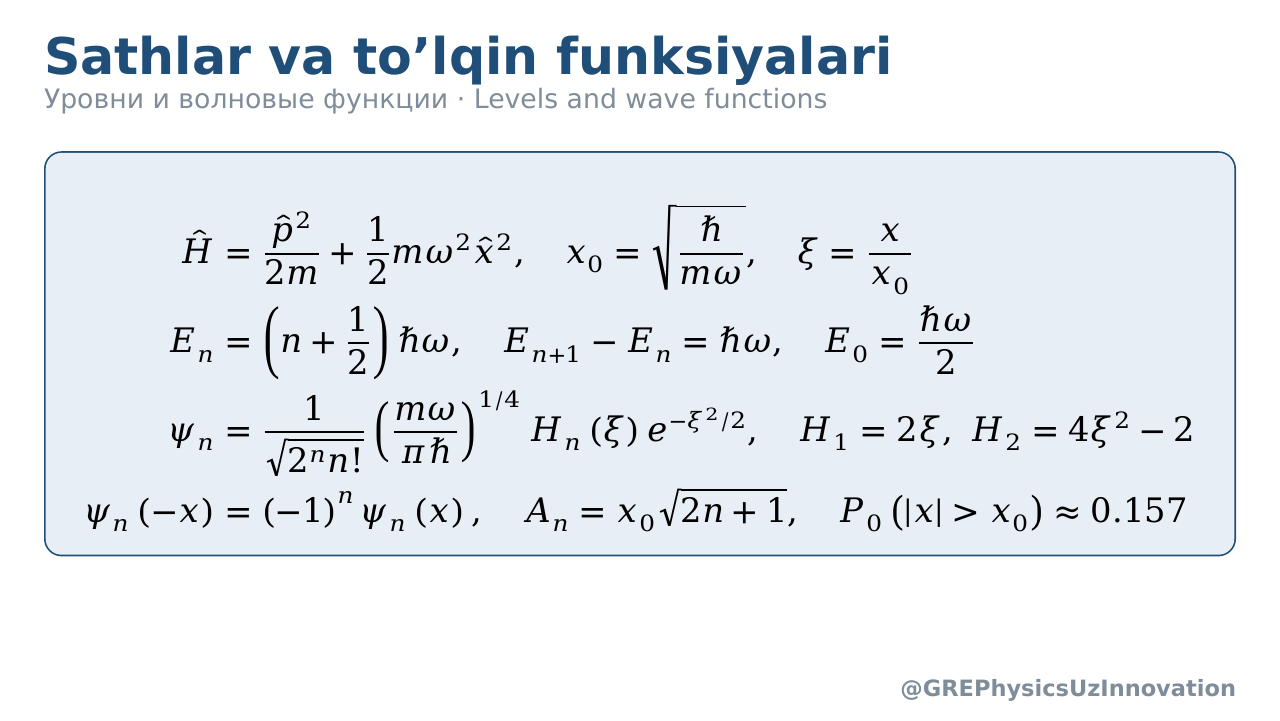 Sathlar va to’lqin funksiyalari
Уровни и волновые функции · Levels and wave functions
Ĥ = p̂²/2m + 1/2 mω²x̂², x₀ = √(ħ/mω), ξ = x/x₀
Eₙ = (n + 1/2) ħω, Eₙ₊₁ − Eₙ = ħω, E₀ = ħω/2
ψₙ = 1/√(2ⁿn!) (mω/πħ)^{1/4} Hₙ (ξ) e^{−ξ²/2}, H₁ = 2ξ, H₂ = 4ξ² − 2
ψₙ (−x) = (−1)ⁿ ψₙ (x), Aₙ = x₀√(2n + 1), P₀ (|x| > x₀) ≈ 0.157
@GREPhysicsUzInnovation